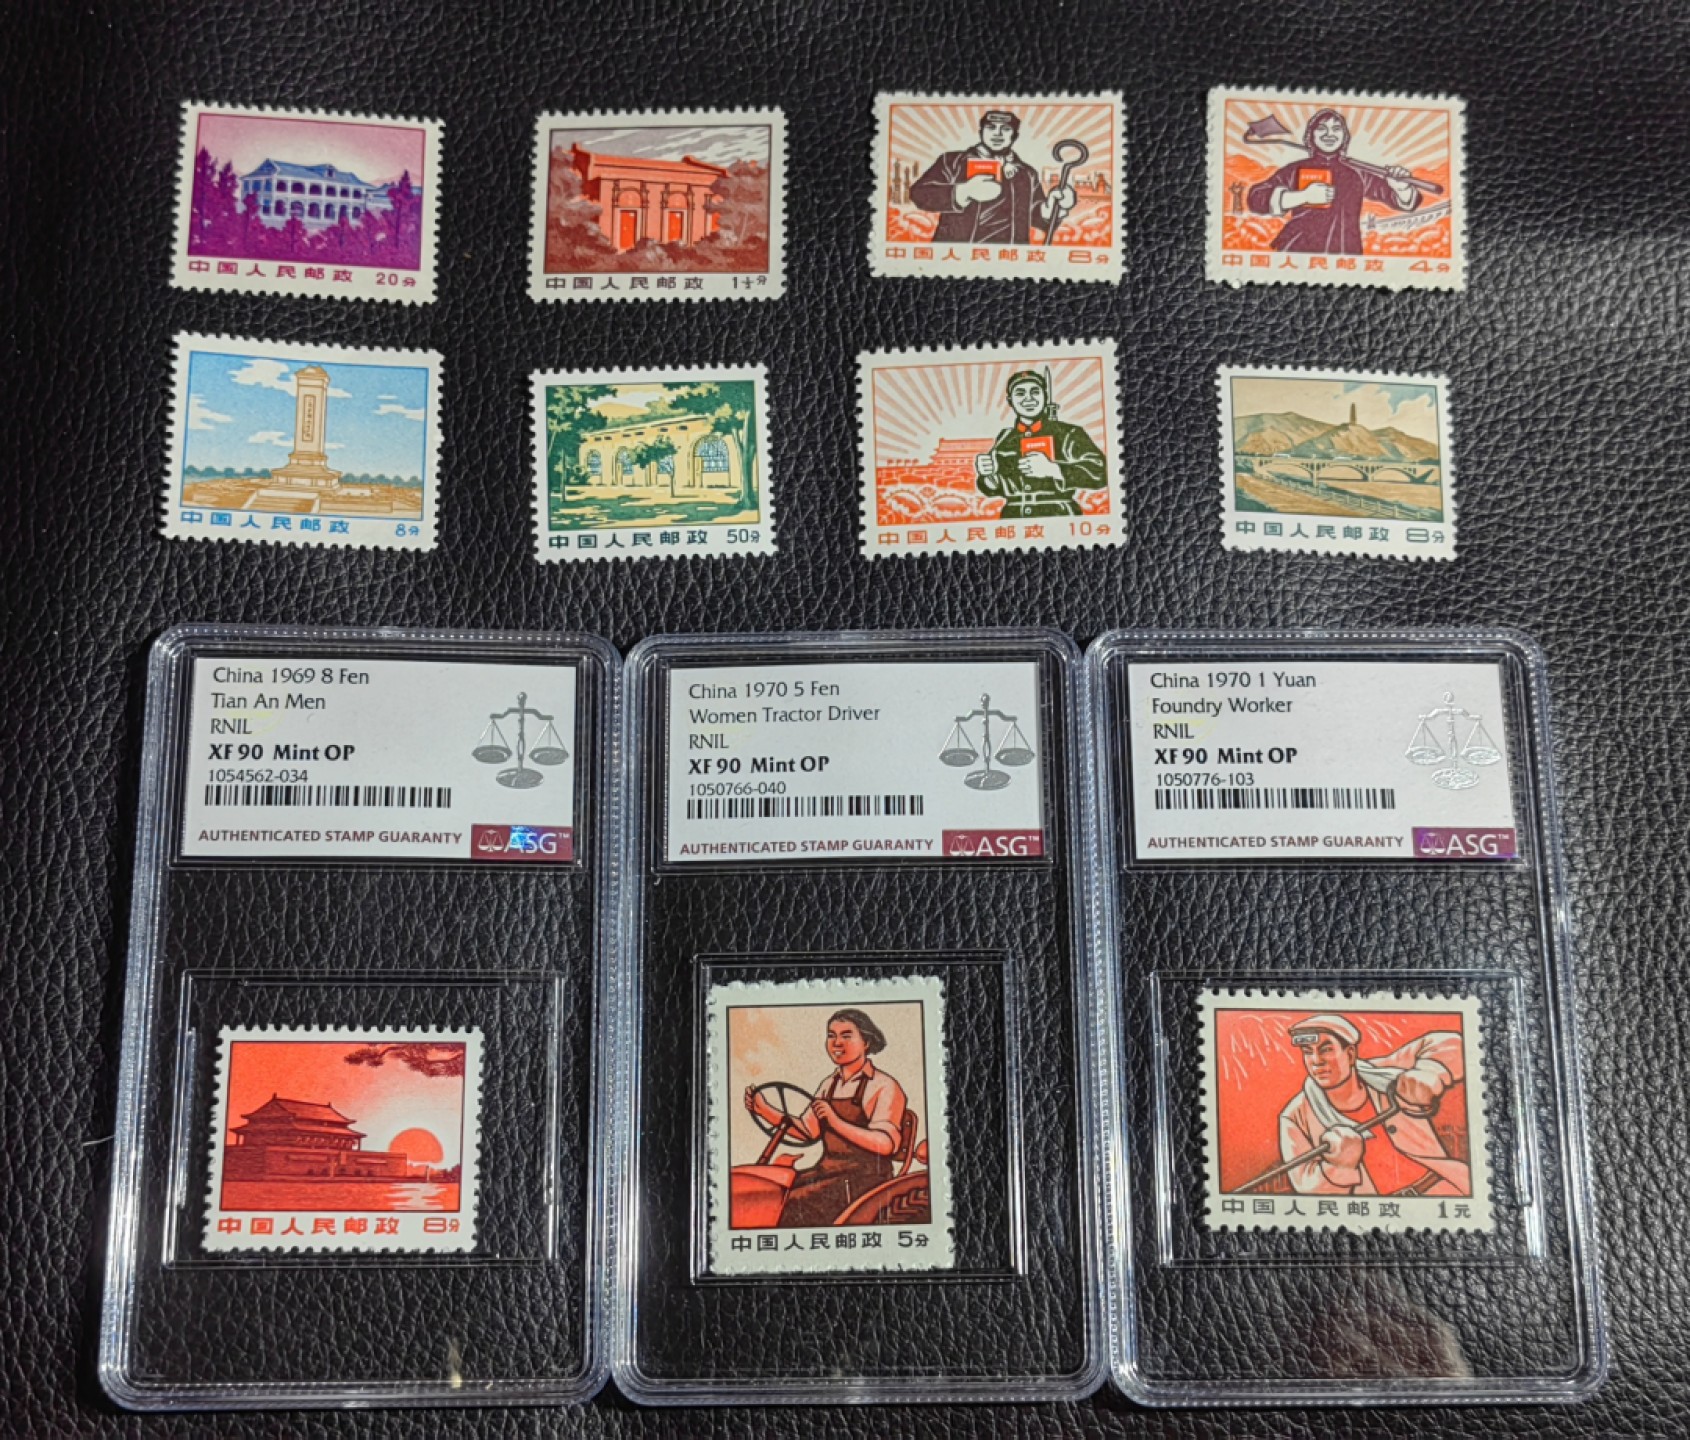 中国人民邮政 20分
中国人民邮政 1½分
中国人民邮政 8分
中国人民邮政 4分
中国人民邮政 8分
中国人民邮政 50分
中国人民邮政 10分
中国人民邮政 8分
China 1969 8 Fen
Tian An Men
RNIL
XF 90 Mint OP
1054562-034
AUTHENTICATED STAMP GUARANTY ASG™
China 1970 5 Fen
Women Tractor Driver
RNIL
XF 90 Mint OP
1050766-040
AUTHENTICATED STAMP GUARANTY ASG™
China 1970 1 Yuan
Foundry Worker
RNIL
XF 90 Mint OP
1050776-103
AUTHENTICATED STAMP GUARANTY ASG™
中国人民邮政 8分
中国人民邮政 5分
中国人民邮政 1元